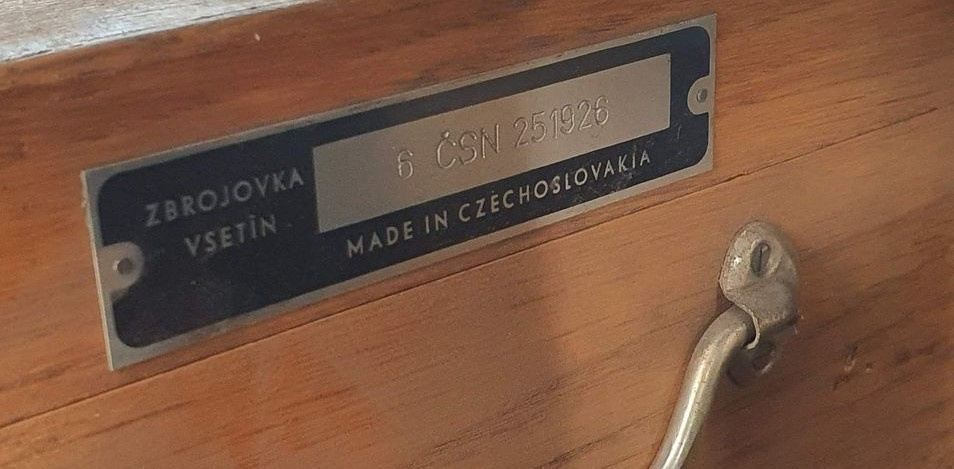 ZBROJOVKA
VSETÍN
6 ČSN 251926
MADE IN CZECHOSLOVAKIA